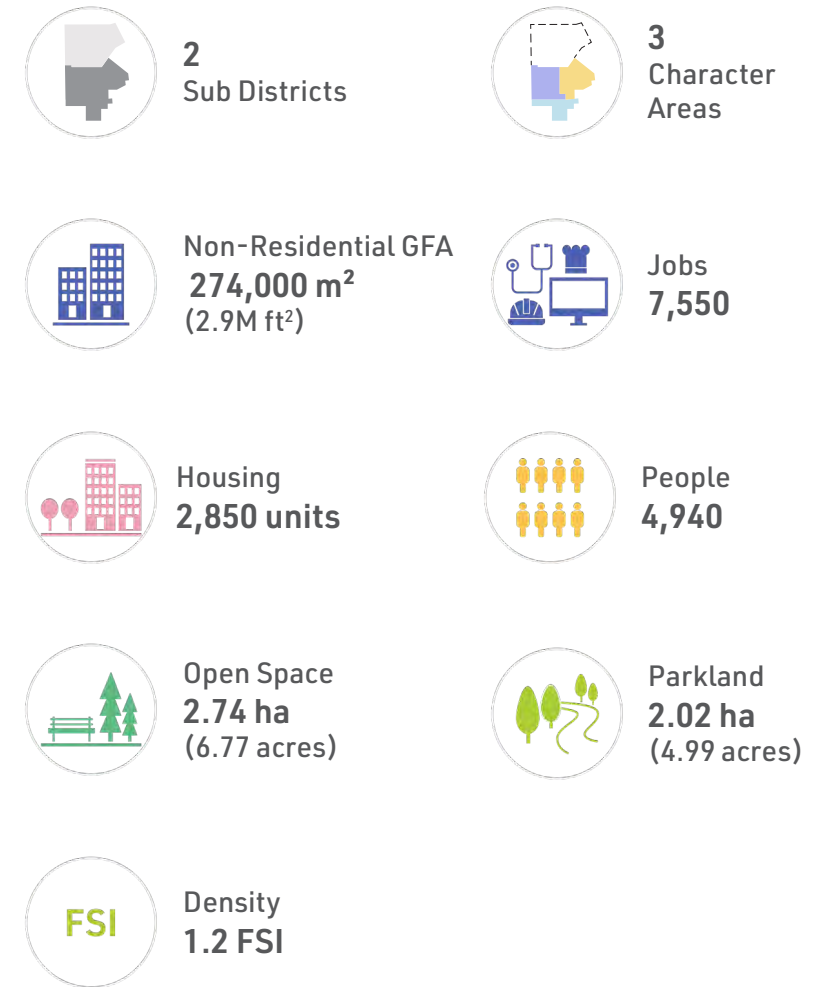 2
Sub Districts
3
Character
Areas
Non-Residential GFA
274,000 m²
(2.9M ft²)
Jobs
7,550
Housing
2,850 units
People
4,940
Open Space
2.74 ha
(6.77 acres)
Parkland
2.02 ha
(4.99 acres)
FSI
Density
1.2 FSI